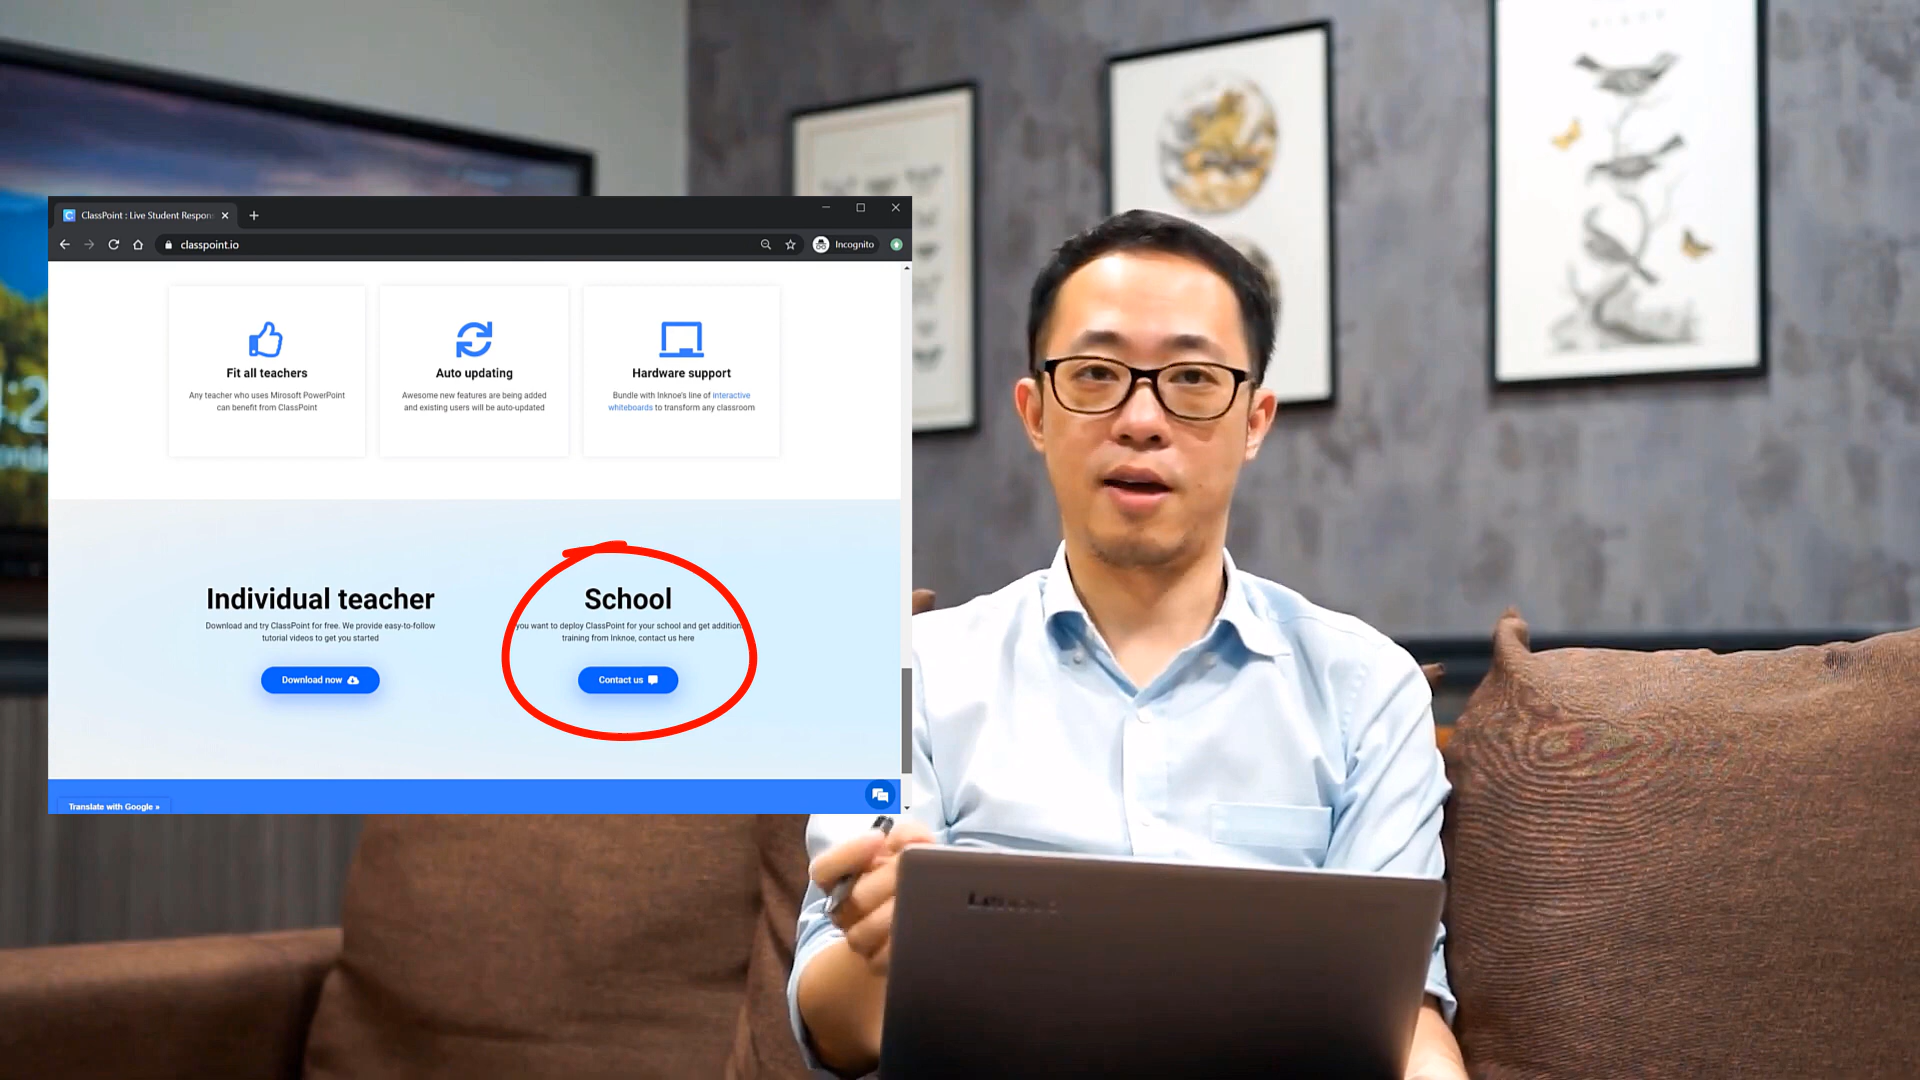 ClassPoint : Live Student Respon
classpoint.io
Incognito
Fit all teachers
Any teacher who uses Mirosoft PowerPoint
can benefit from ClassPoint
Auto updating
Awesome new features are being added
and existing users will be auto-updated
Hardware support
Bundle with Inknoe's line of interactive
whiteboards to transform any classroom
Individual teacher
Download and try ClassPoint for free. We provide easy-to-follow
tutorial videos to get you started
Download now
School
you want to deploy ClassPoint for your school and get addition
training from Inknoe, contact us here
Contact us
Translate with Google »